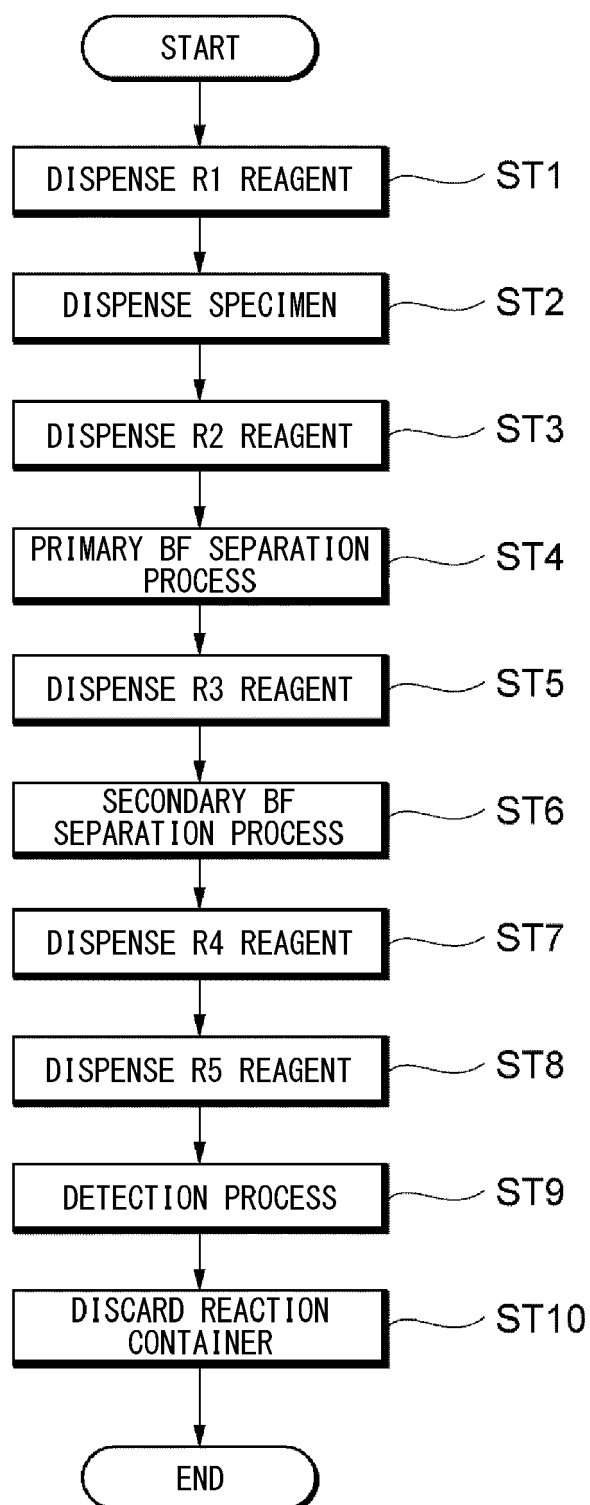 START
DISPENSE R1 REAGENT
ST1
DISPENSE SPECIMEN
ST2
DISPENSE R2 REAGENT
ST3
PRIMARY BF SEPARATION
PROCESS
ST4
DISPENSE R3 REAGENT
ST5
SECONDARY BF
SEPARATION PROCESS
ST6
DISPENSE R4 REAGENT
ST7
DISPENSE R5 REAGENT
ST8
DETECTION PROCESS
ST9
DISCARD REACTION
CONTAINER
ST10
END